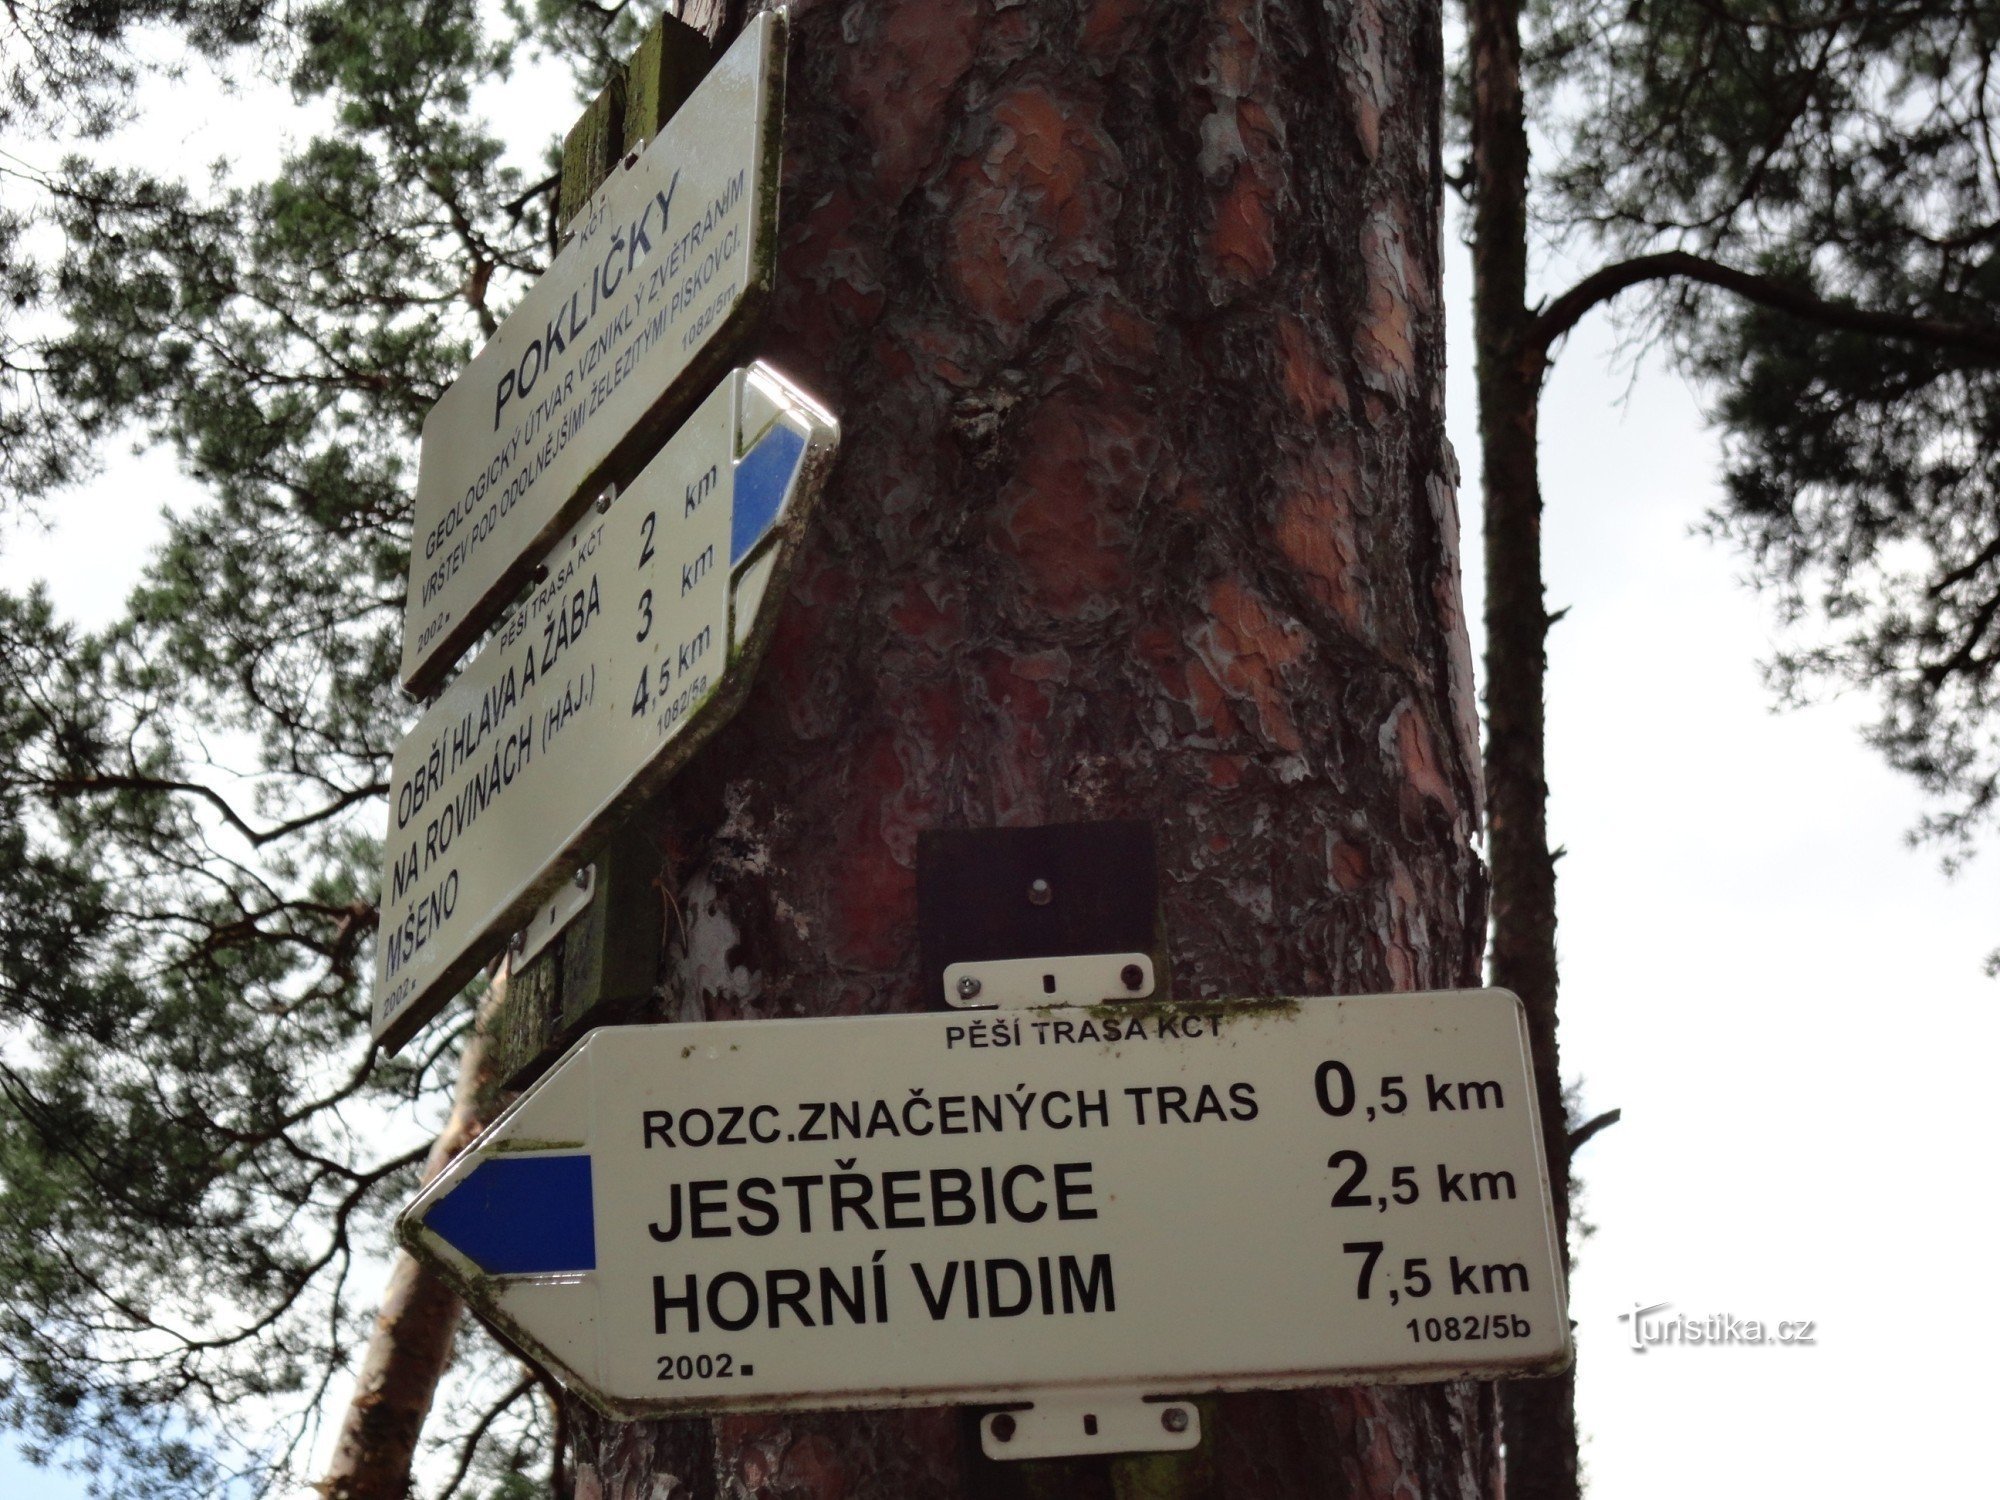 KČT
POKLIČKY
GEOLOGICKÝ ÚTVAR VZNIKLÝ ZVĚTRÁNÍM
VRSTEV POD ODOLNĚJŠÍMI ŽELEZITÝMI PÍSKOVCI.
2002■ 1082/5m
PĚŠÍ TRASA KČT
OBŘÍ HLAVA A ŽÁBA 2 km
NA ROVINÁCH (HÁJ.) 3 km
MŠENO 4,5 km
2002■ 1082/5a
PĚŠÍ TRASA KČT
ROZC.ZNAČENÝCH TRAS 0,5 km
JESTŘEBICE 2,5 km
HORNÍ VIDIM 7,5 km
2002■ 1082/5b
Turistika.cz